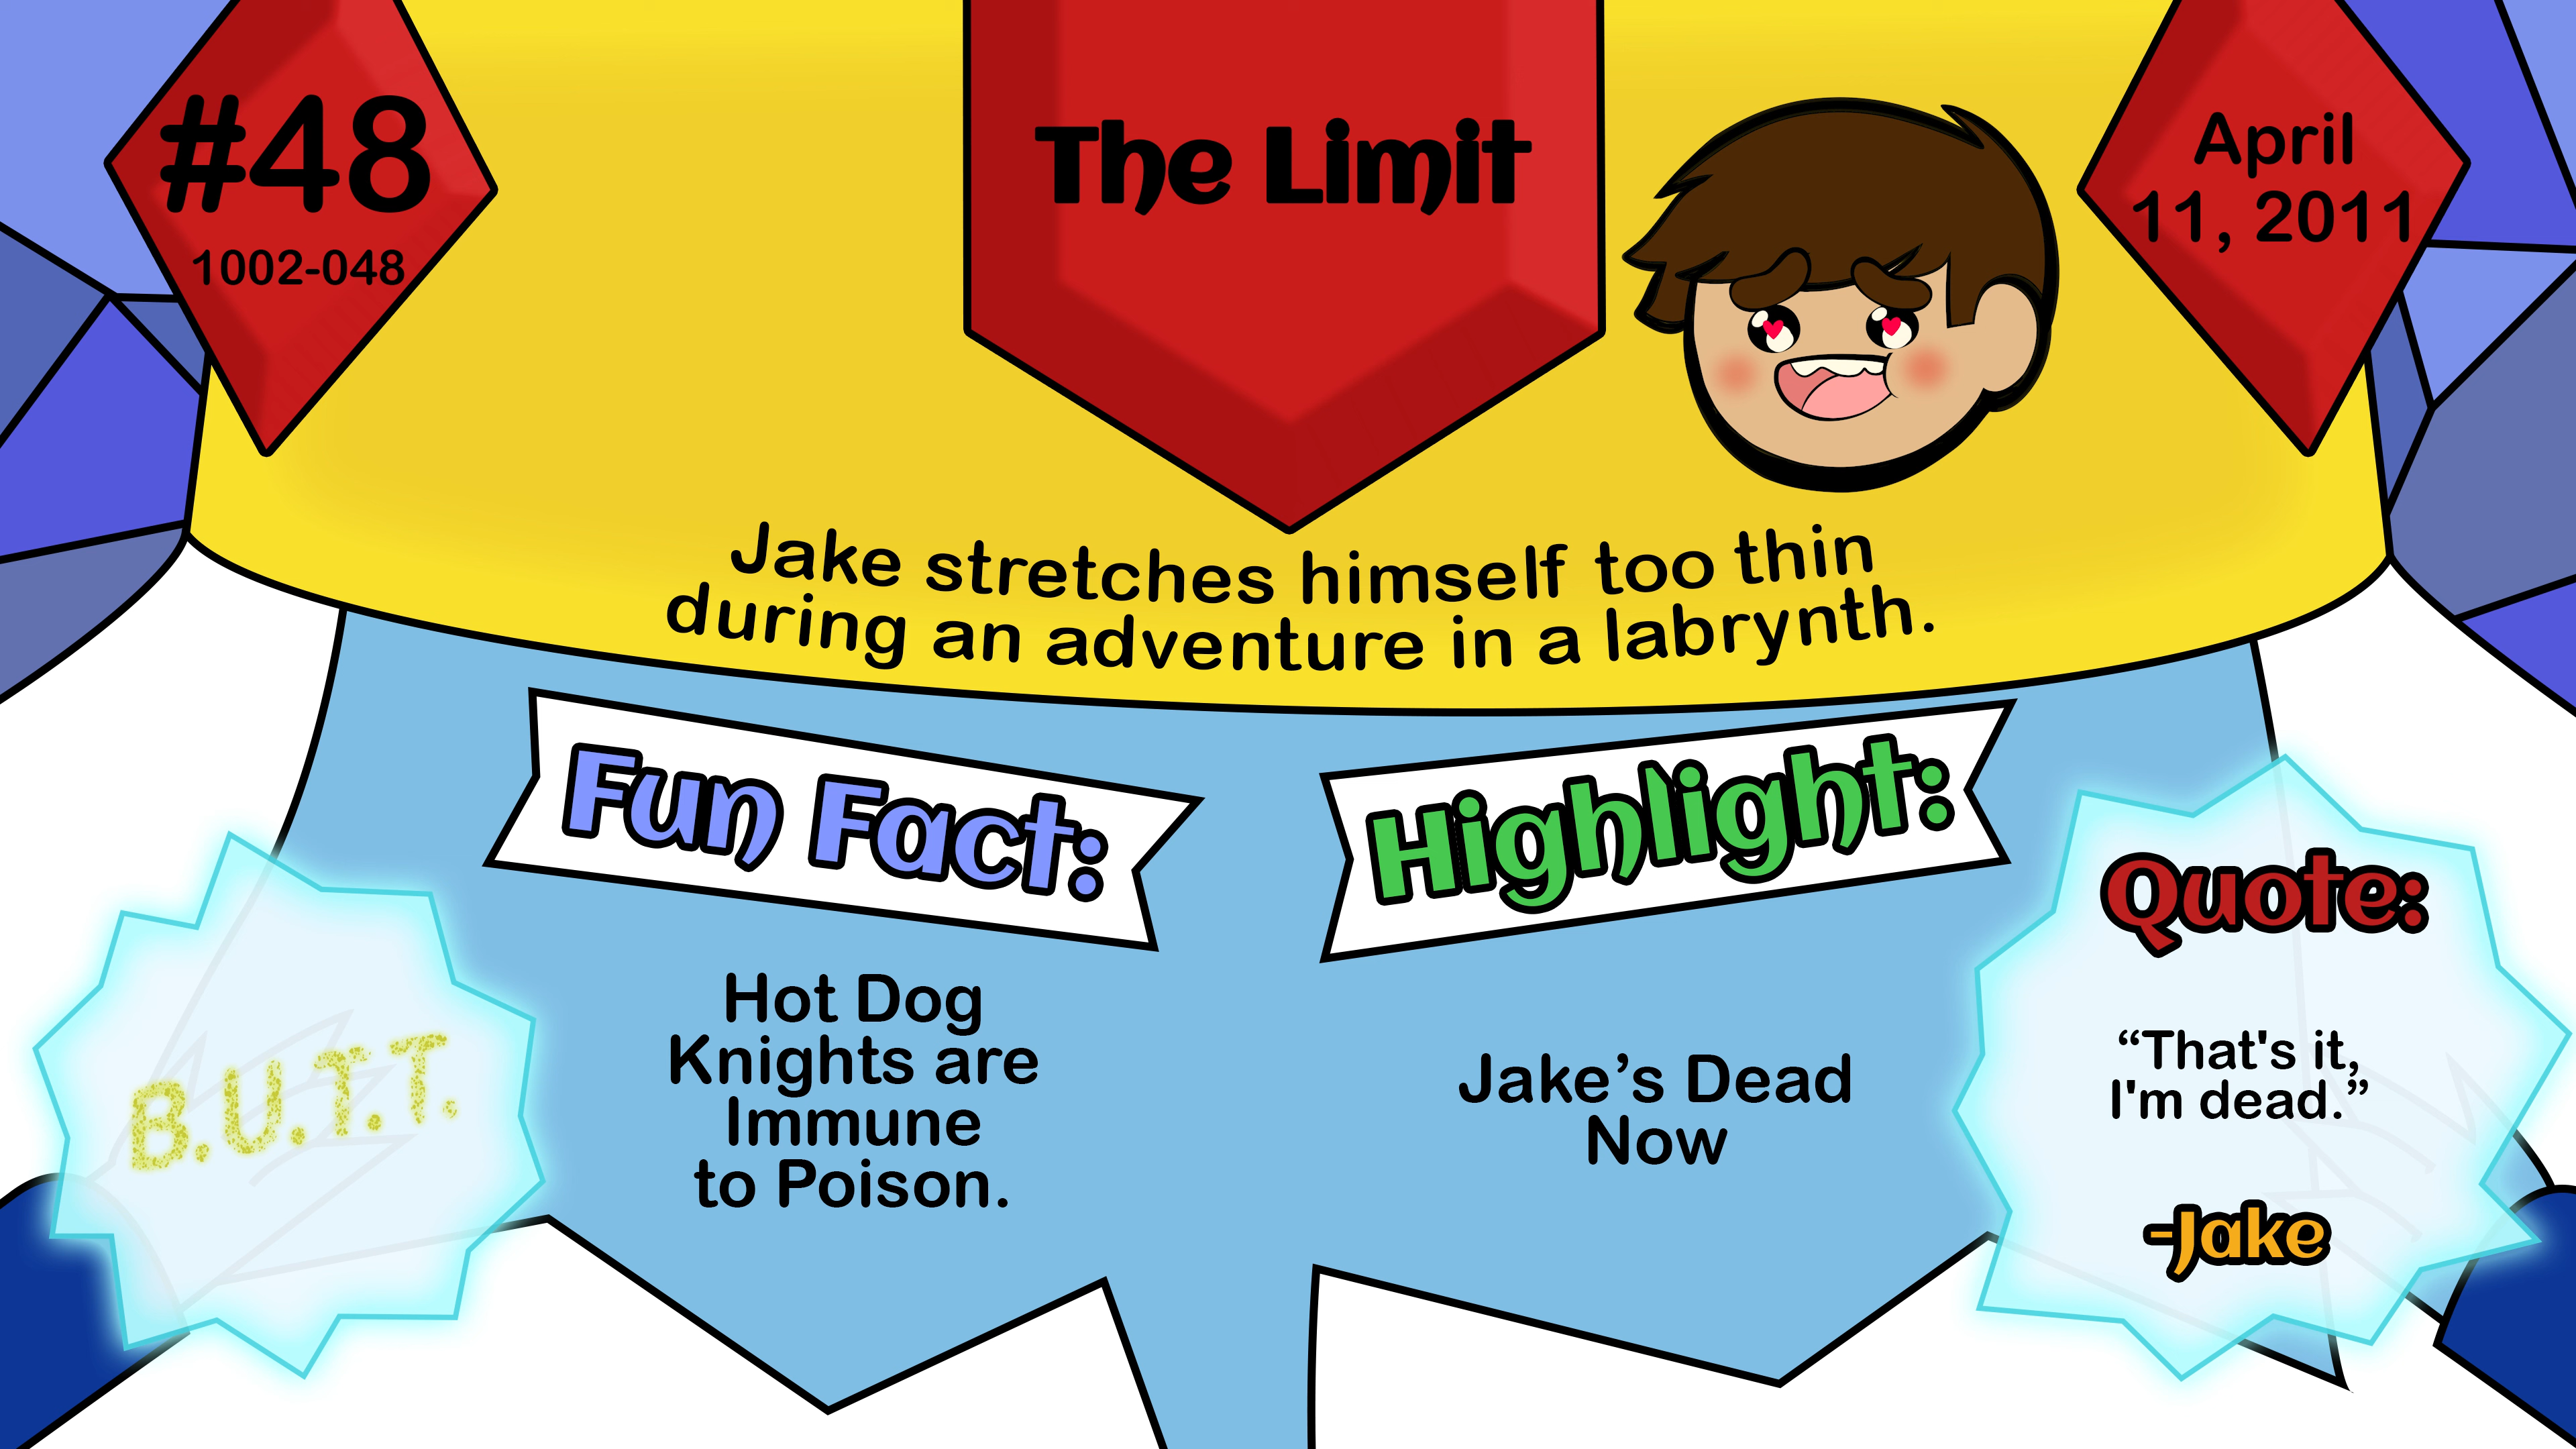 #48
1002-048
The Limit
April
11, 2011
Jake stretches himself too thin
during an adventure in a labrynth.
Fun Fact:
Hot Dog
Knights are
Immune
to Poison.
Highlight:
Jake’s Dead
Now
Quote:
“That's it,
I'm dead.”
-Jake
B.U.T.T.